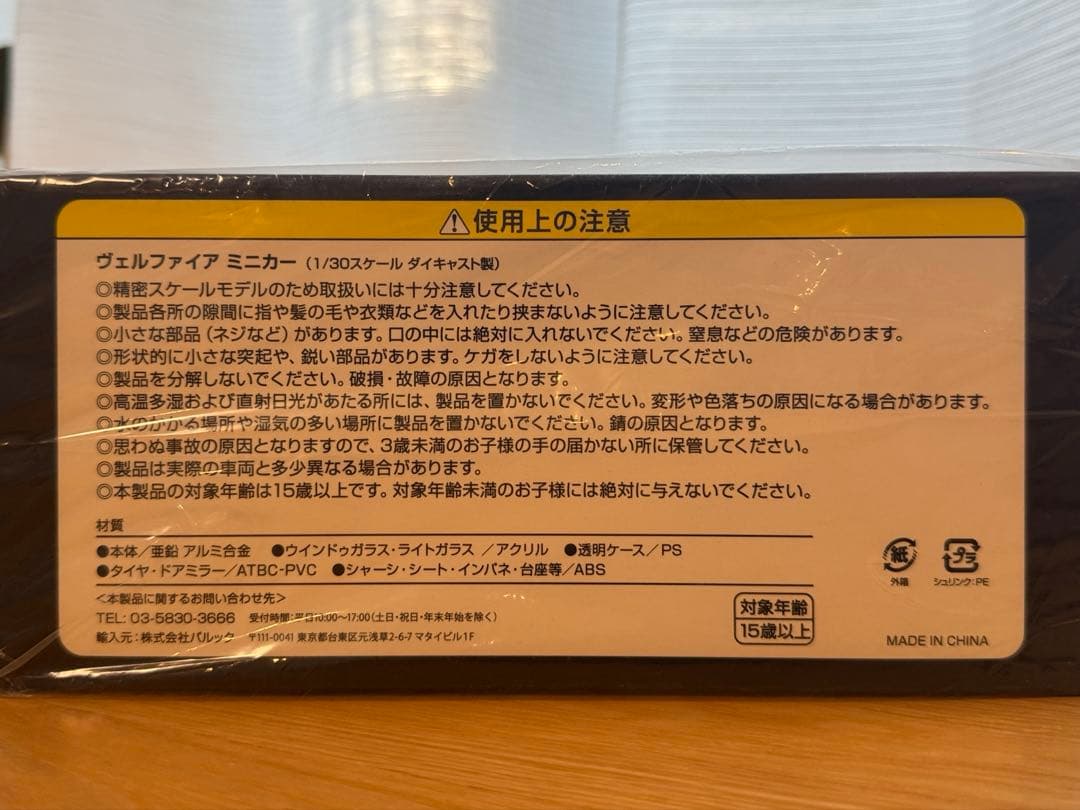 ⚠使用上の注意
ヴェルファイア ミニカー（1/30スケール ダイキャスト製）
◎精密スケールモデルのため取扱いには十分注意してください。
◎製品各所の隙間に指や髪の毛や衣類などを入れたり挟まないように注意してください。
◎小さな部品（ネジなど）があります。口の中には絶対に入れないでください。窒息などの危険があります。
◎形状的に小さな突起や、鋭い部品があります。ケガをしないように注意してください。
◎製品を分解しないでください。破損・故障の原因となります。
◎高温多湿および直射日光があたる所には、製品を置かないでください。変形や色落ちの原因になる場合があります。
◎水のかかる場所や湿気の多い場所に製品を置かないでください。錆の原因となります。
◎思わぬ事故の原因となりますので、3歳未満のお子様の手の届かない所に保管してください。
◎製品は実際の車両と多少異なる場合があります。
◎本製品の対象年齢は15歳以上です。対象年齢未満のお子様には絶対に与えないでください。
材質
●本体／亜鉛 アルミ合金 ●ウインドゥガラス・ライトガラス ／アクリル ●透明ケース／PS
●タイヤ・ドアミラー／ATBC-PVC ●シャーシ・シート・インパネ・台座等／ABS
＜本製品に関するお問い合わせ先＞
TEL: 03-5830-3666 受付時間：平日10:00〜17:00（土日・祝日・年末年始を除く）
輸入元：株式会社バルッタ 〒111-0041 東京都台東区元浅草2-6-7 マタイビル1F
対象年齢
15歳以上
紙
外箱
プラ
シュリンク：PE
MADE IN CHINA